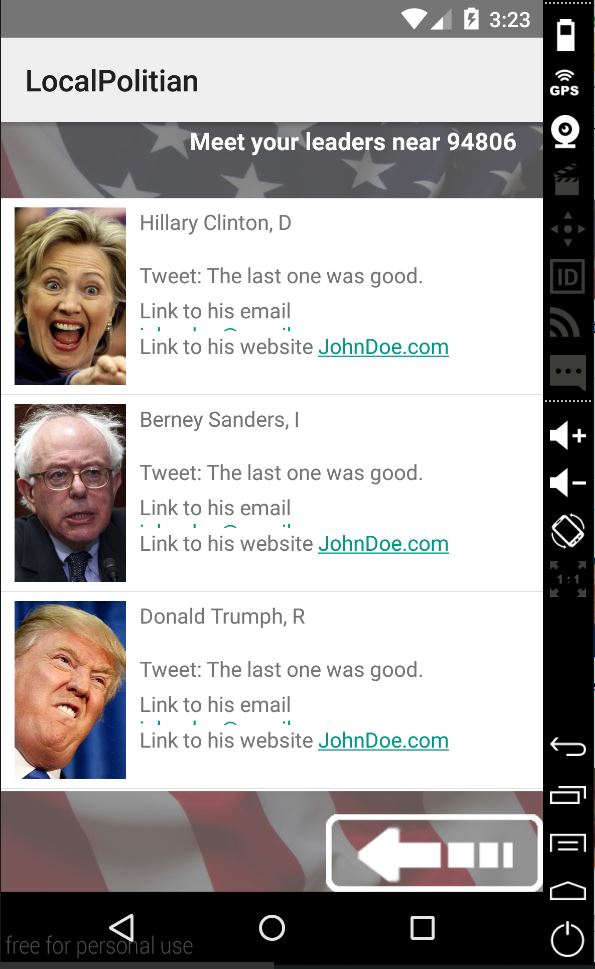 3:23
LocalPolitian
GPS
Meet your leaders near 94806
ID
Hillary Clinton, D
Tweet: The last one was good.
Link to his email
Link to his website JohnDoe.com
Berney Sanders, I
Tweet: The last one was good.
Link to his email
Link to his website JohnDoe.com
1:1
Donald Trumph, R
Tweet: The last one was good.
Link to his email
Link to his website JohnDoe.com
free for personal use